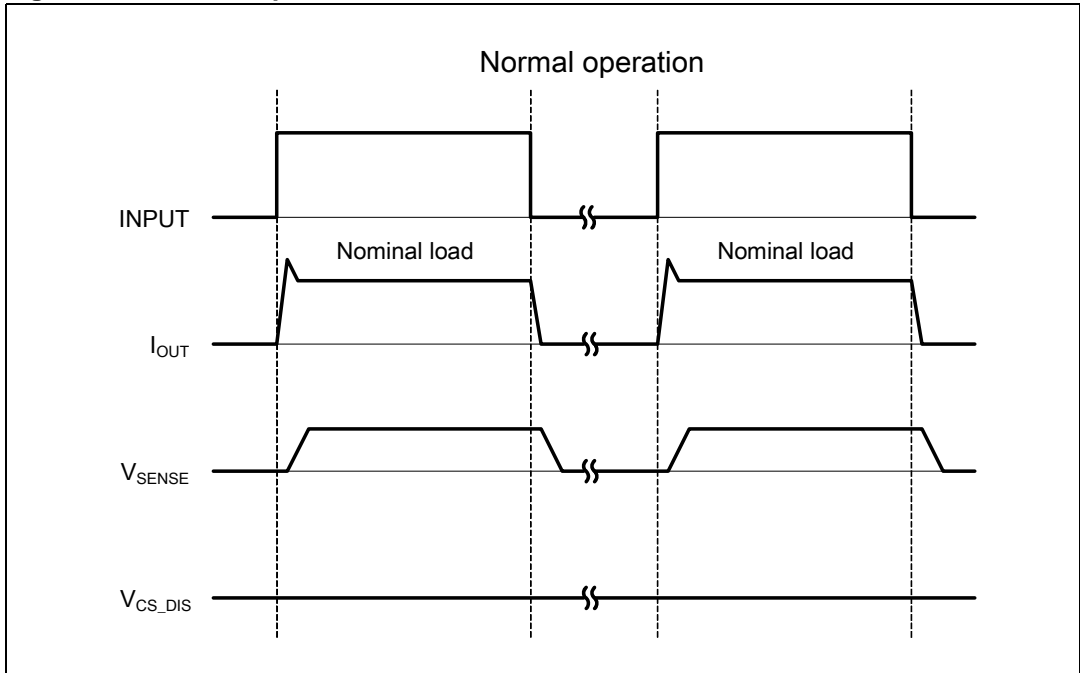 Normal operation
INPUT
Nominal load Nominal load
IOUT
VSENSE
VCS_DIS